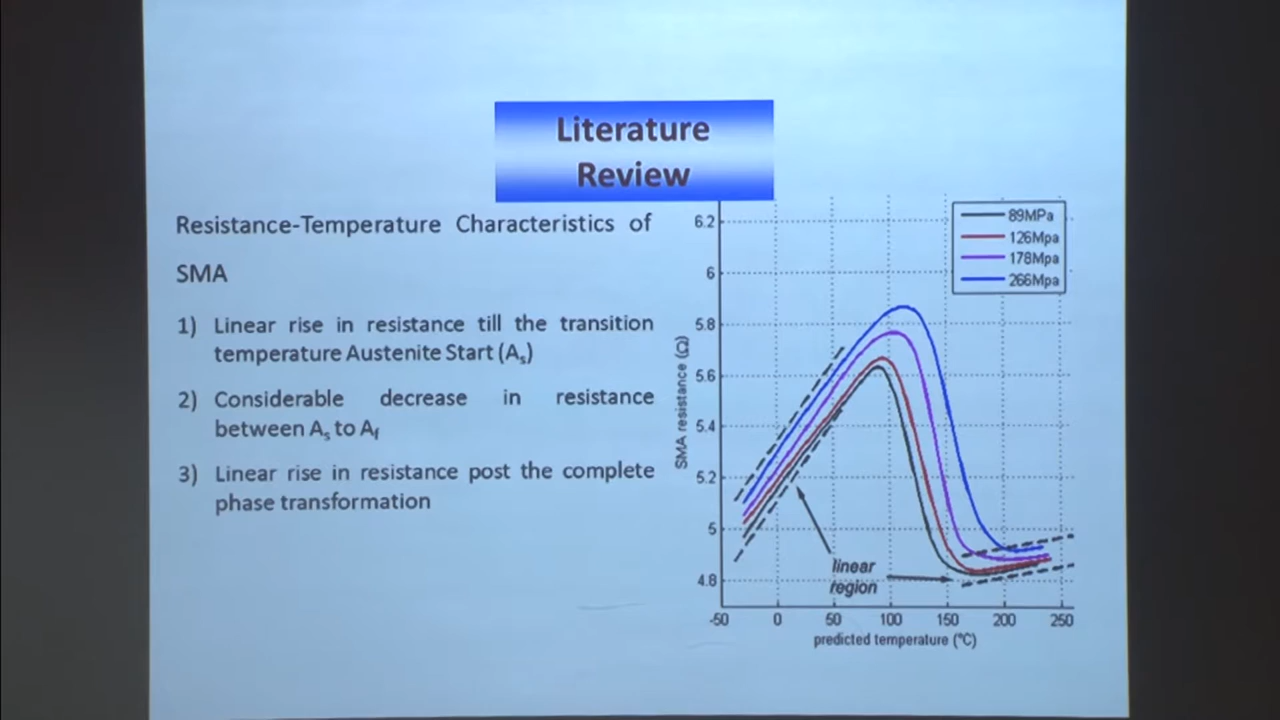 Literature
Review
Resistance-Temperature Characteristics of
SMA
1) Linear rise in resistance till the transition
temperature Austenite Start (As)
2) Considerable decrease in resistance
between As to Af
3) Linear rise in resistance post the complete
phase transformation
89MPa
126Mpa
178Mpa
266Mpa
SMA resistance (Ω)
6.2
6
5.8
5.6
5.4
5.2
5
4.8
linear
region
-50 0 50 100 150 200 250
predicted temperature (°C)